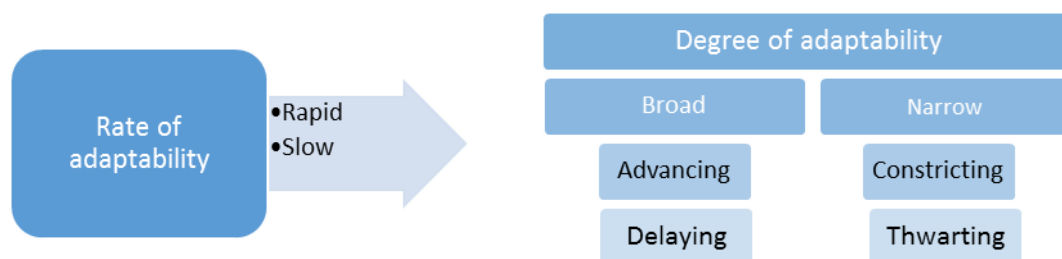 Rate of
adaptability
•Rapid
•Slow
Degree of adaptability
Broad
Narrow
Advancing
Constricting
Delaying
Thwarting